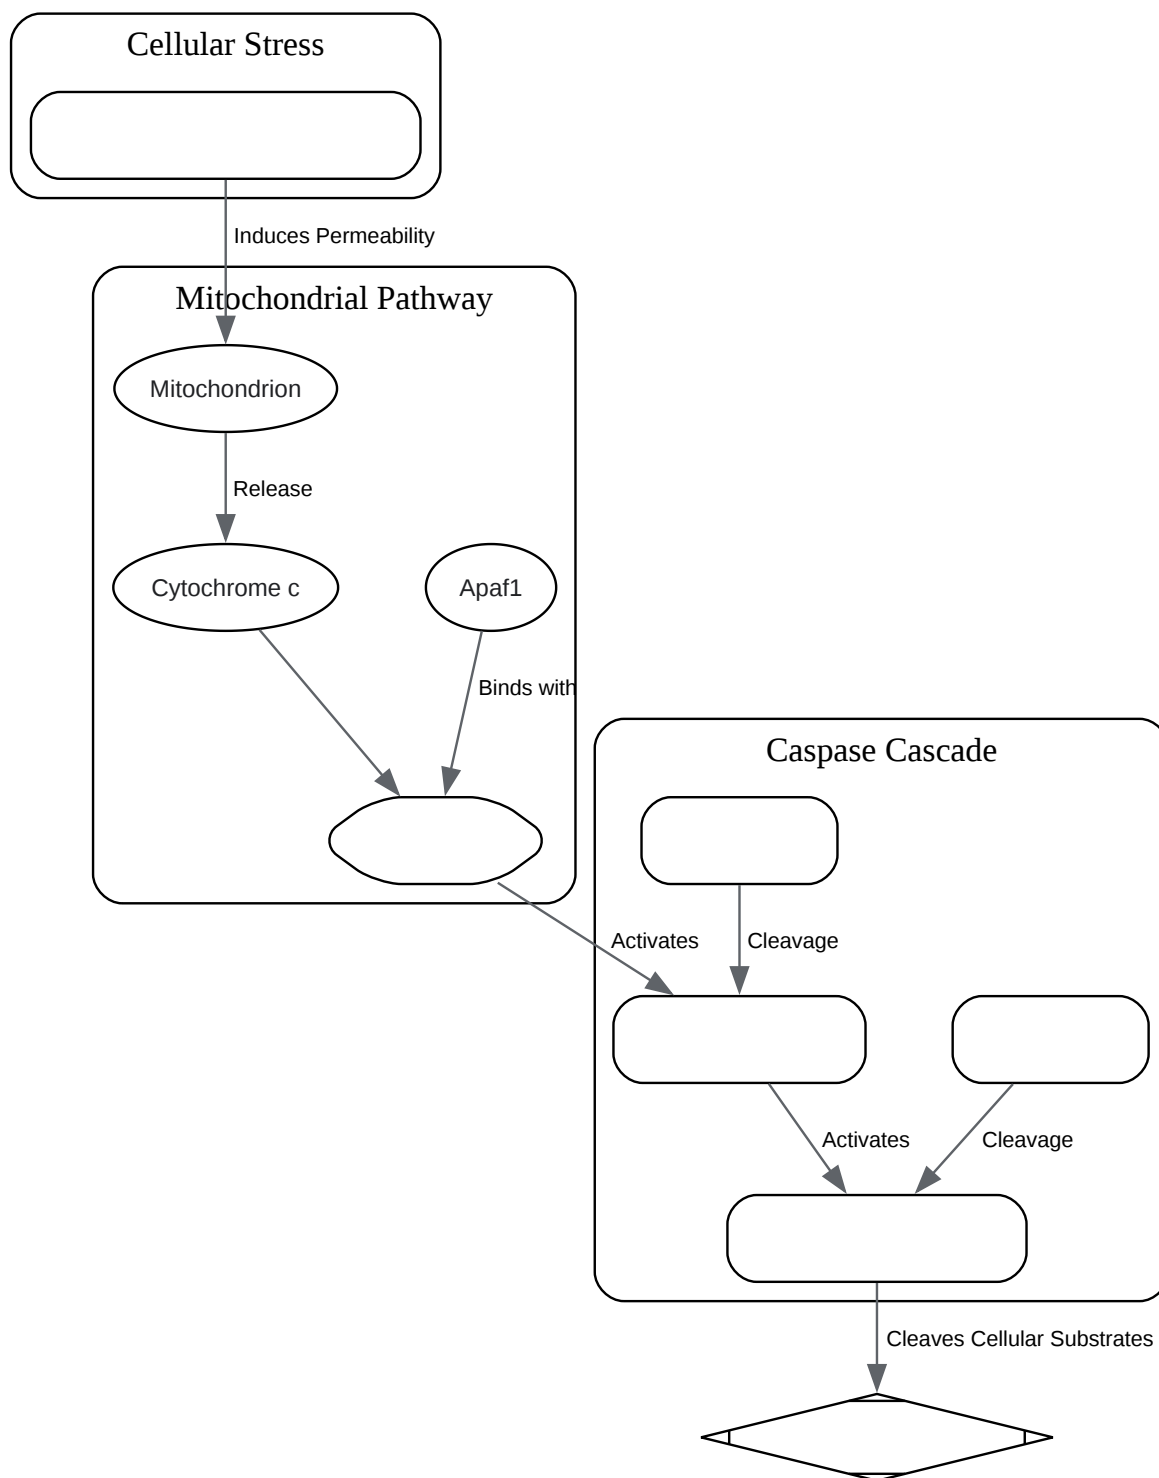 Cellular Stress
Induces Permeability
Mitochondrial Pathway
Mitochondrion
Release
Cytochrome c
Apaf1
Binds with
Caspase Cascade
Activates
Cleavage
Activates
Cleavage
Cleaves Cellular Substrates